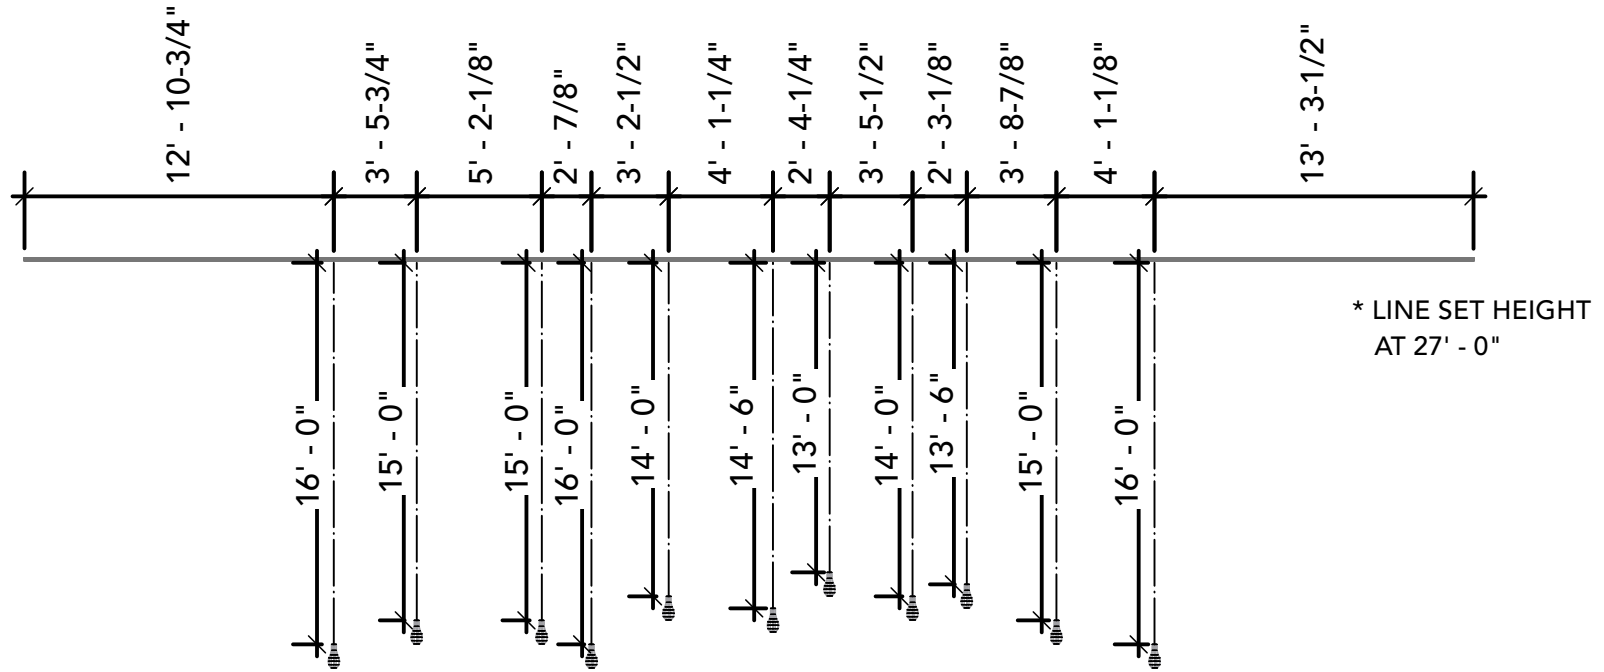 12' - 10-3/4"
3' - 5-3/4"
5' - 2-1/8"
2' - 7/8"
3' - 2-1/2"
4' - 1-1/4"
2' - 4-1/4"
3' - 5-1/2"
2' - 3-1/8"
3' - 8-7/8"
4' - 1-1/8"
13' - 3-1/2"
* LINE SET HEIGHT
AT 27' - 0"
16' - 0"
15' - 0"
15' - 0"
16' - 0"
14' - 0"
14' - 6"
13' - 0"
14' - 0"
13' - 6"
15' - 0"
16' - 0"